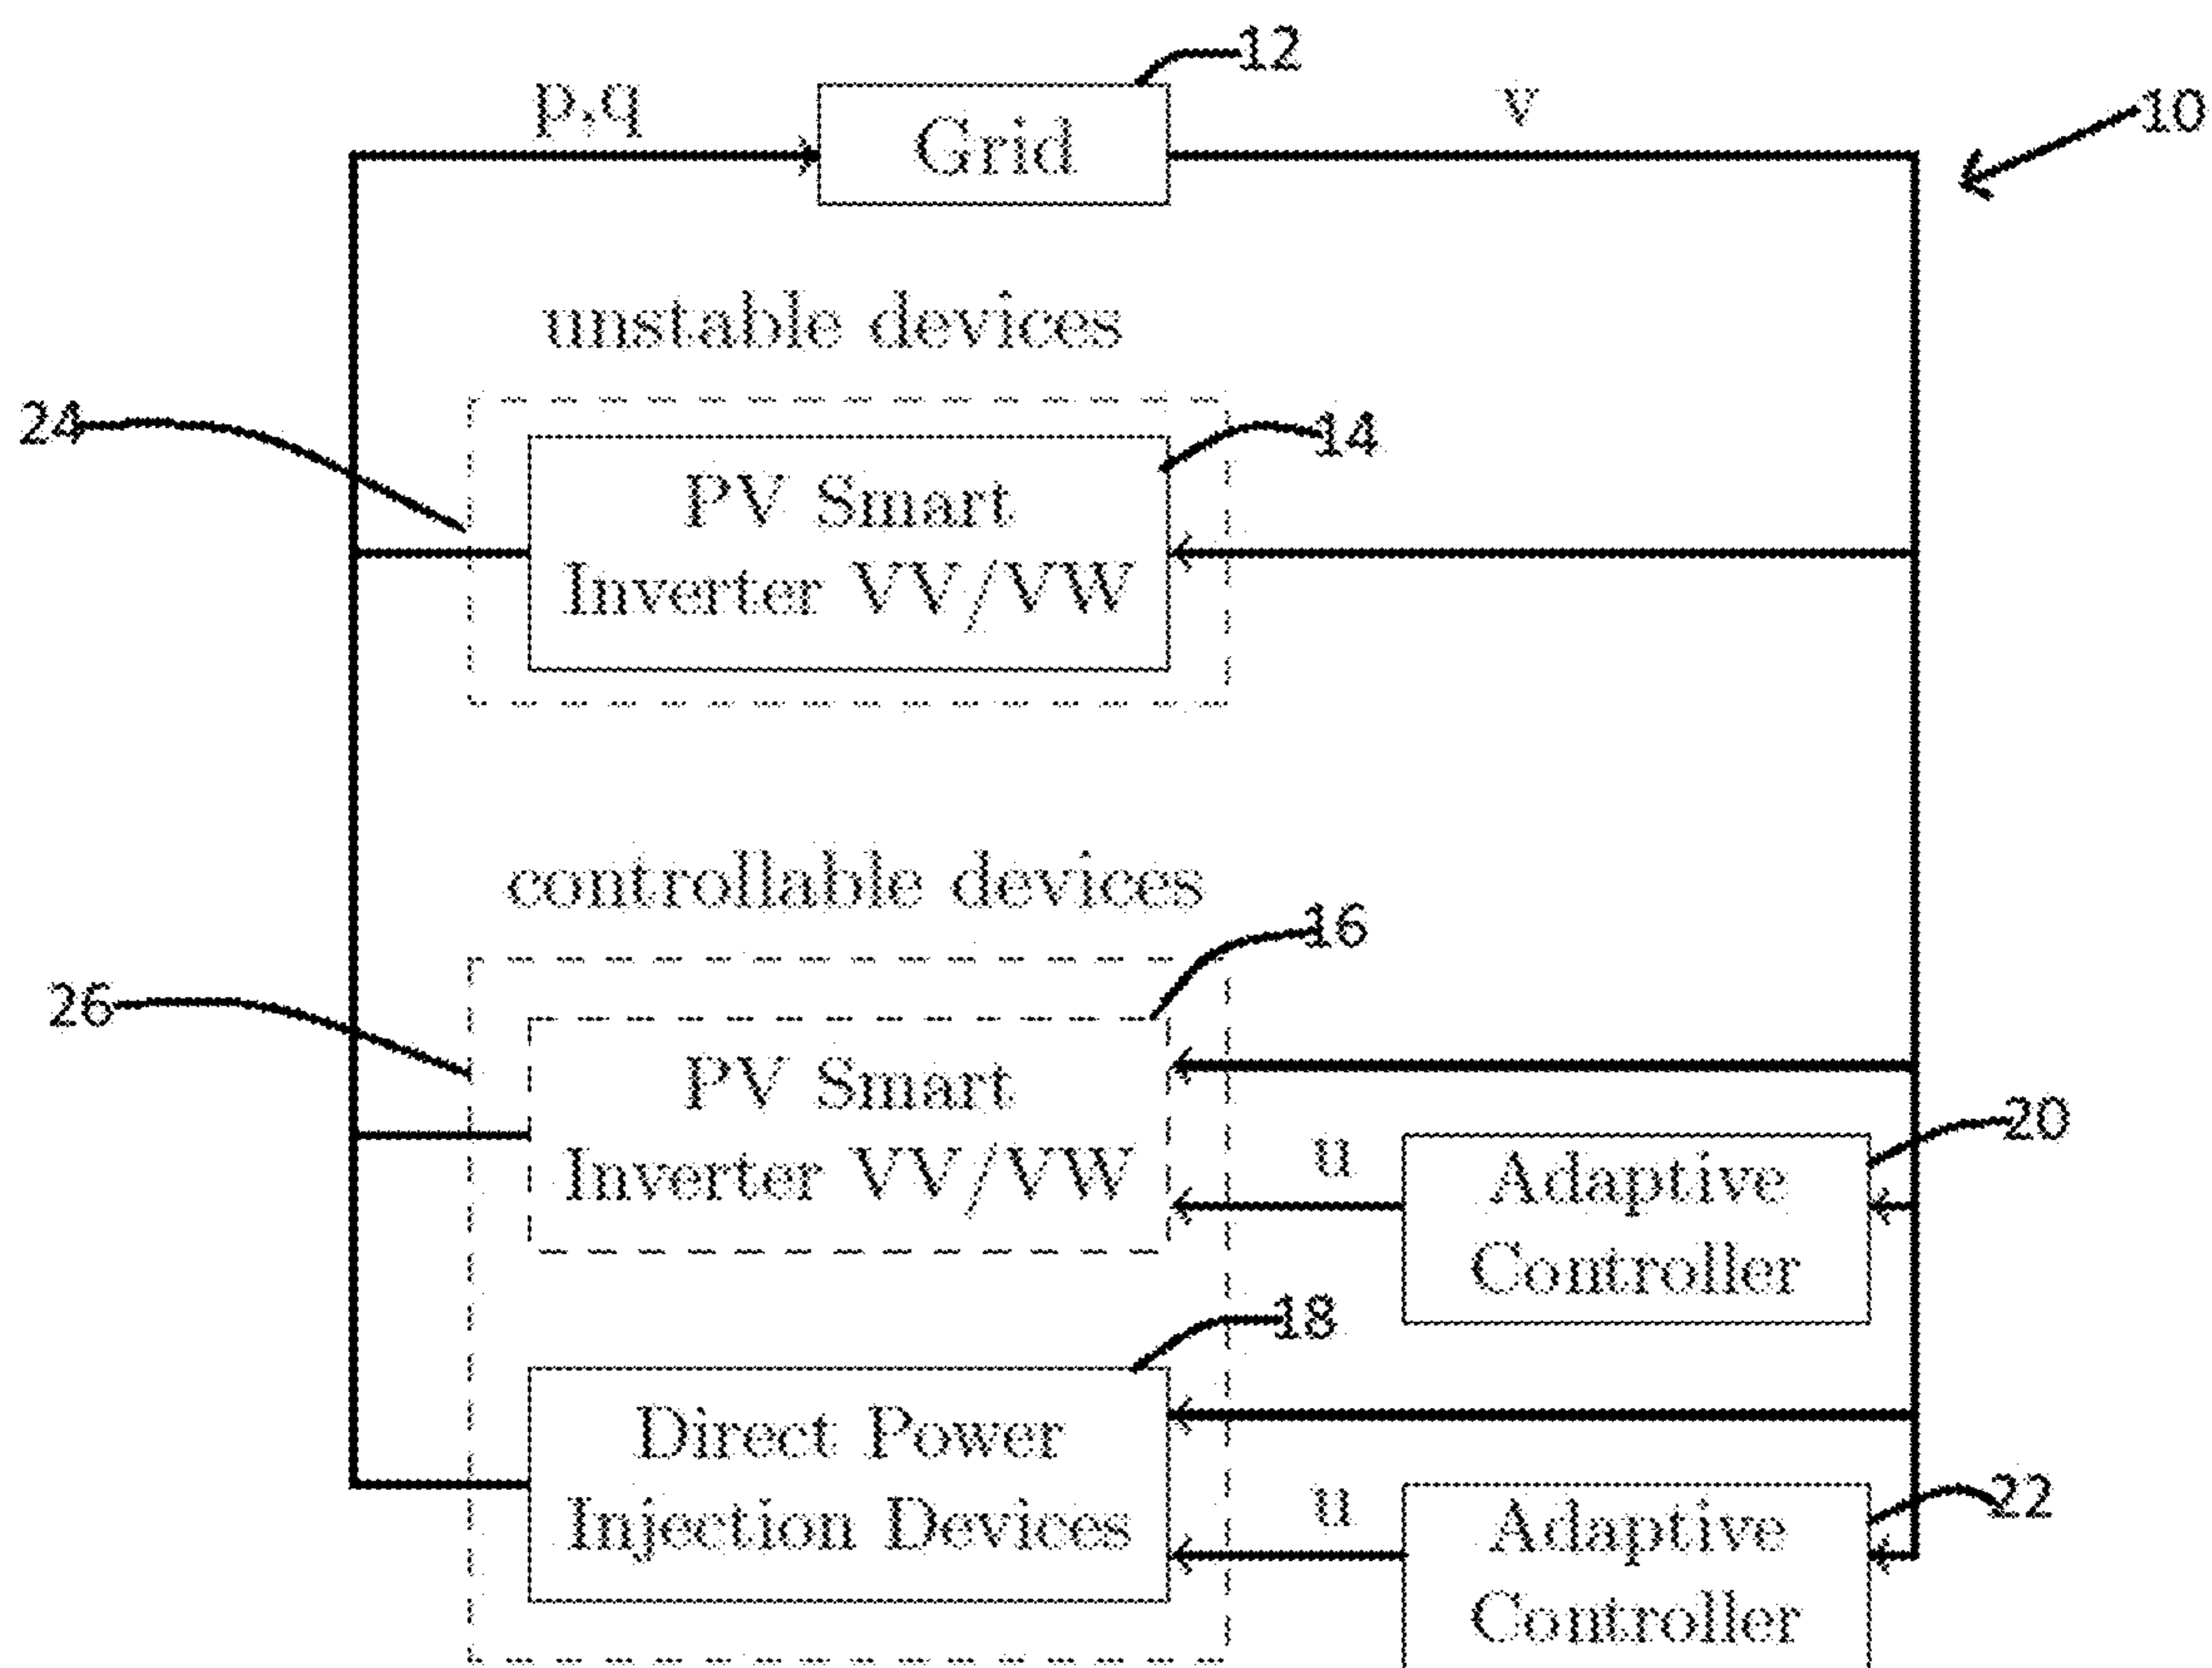 12
p,q
Grid
v
10
unstable devices
24
14
PV Smart
Inverter VV/VW
controllable devices
16
26
PV Smart
Inverter VV/VW
20
u
Adaptive
Controller
18
Direct Power
Injection Devices
22
u
Adaptive
Controller